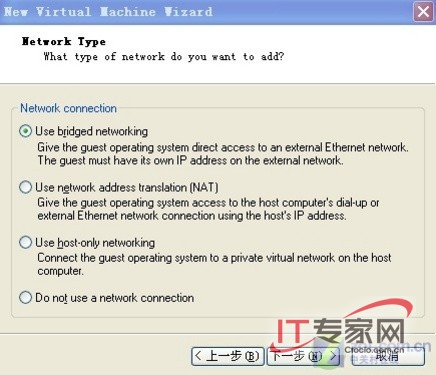 New Virtual Machine Wizard
Network Type
What type of network do you want to add?
Network connection
Use bridged networking
Give the guest operating system direct access to an external Ethernet network.
The guest must have its own IP address on the external network.
Use network address translation (NAT)
Give the guest operating system access to the host computer's dial-up or
external Ethernet network connection using the host's IP address.
Use host-only networking
Connect the guest operating system to a private virtual network on the host
computer.
Do not use a network connection
IT专家网
Ctocio.com.cn
< 上一步(B) 下一步(N) > 取消